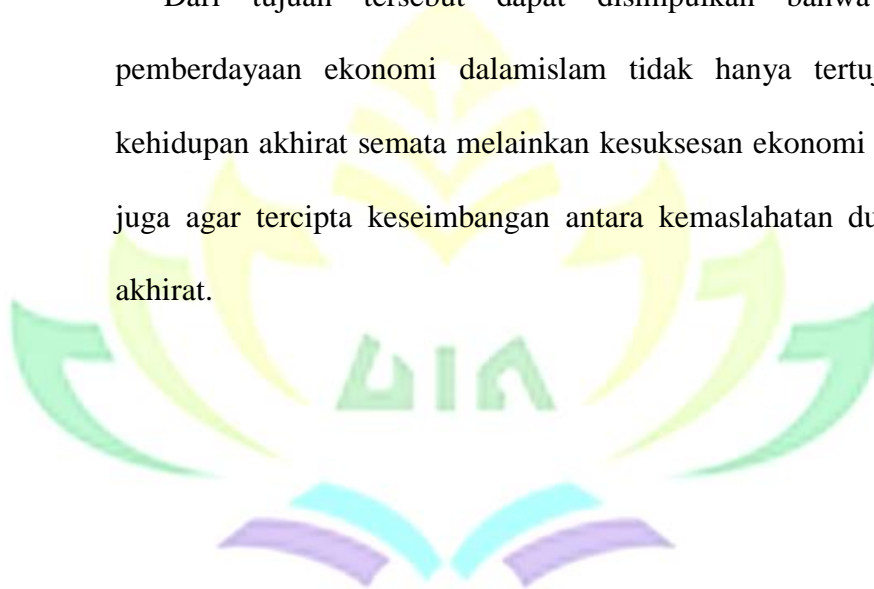 Dari tujuan tersebut dapat disimpulkan bahwa
pemberdayaan ekonomi dalamislam tidak hanya
kehidupan akhirat semata melainkan kesuksesan ekonomi
juga agar tercipta keseimbangan antara kemaslahatan
akhirat.
UIN